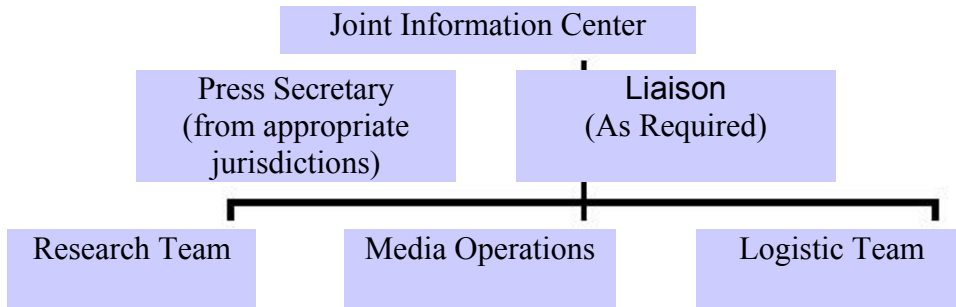 Joint Information Center
Press Secretary
(from appropriate
jurisdictions)
Liaison
(As Required)
Research Team
Media Operations
Logistic Team